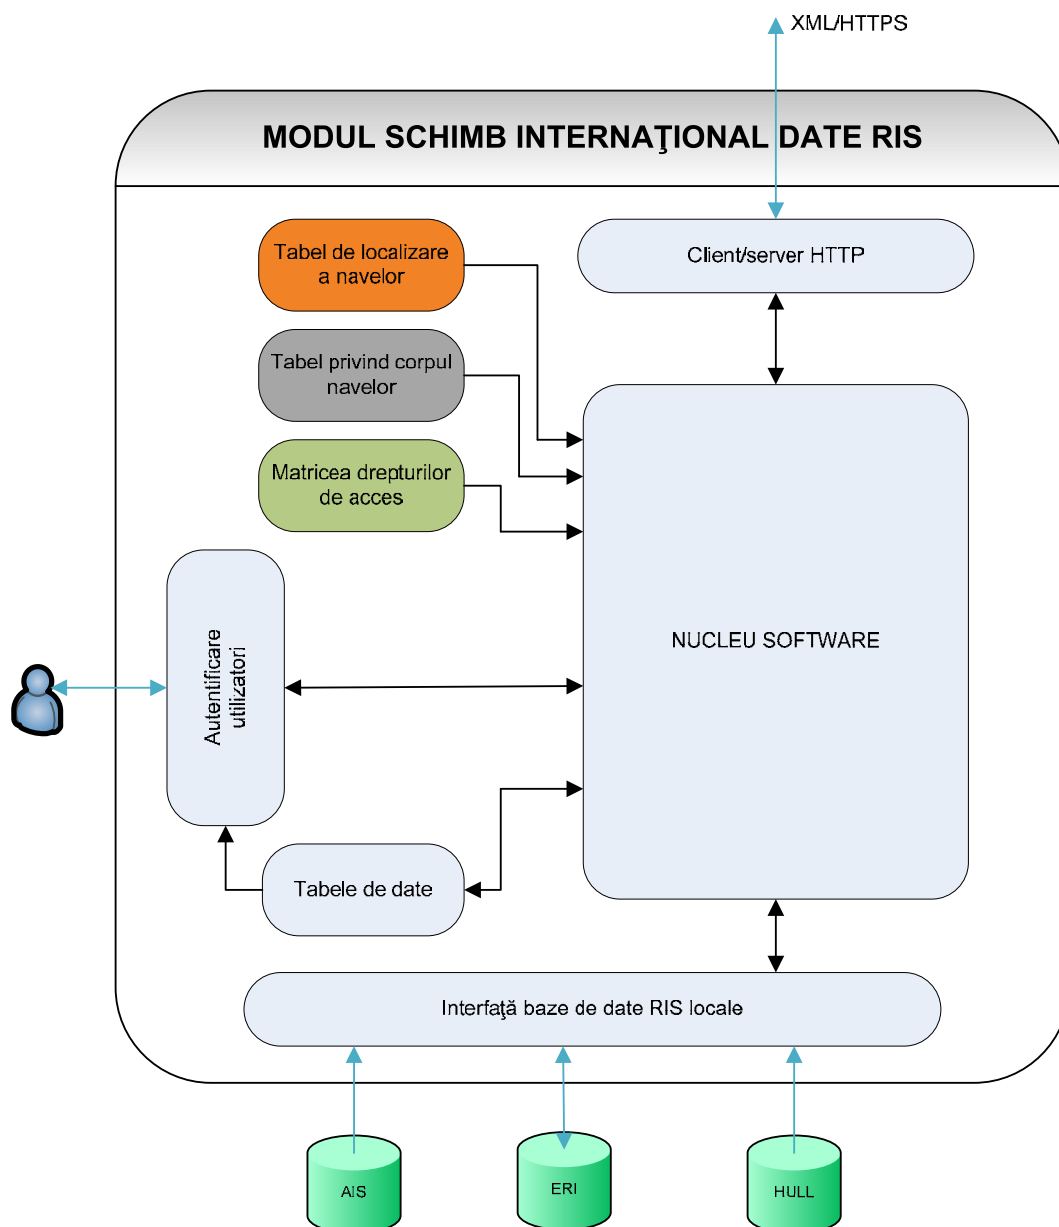 XML/HTTPS
MODUL SCHIMB INTERNAŢIONAL DATE RIS
Tabel de localizare
a navelor
Client/server HTTP
Tabel privind corpul
navelor
Matricea drepturilor
de acces
NUCLEU SOFTWARE
Autentificare
utilizatori
Tabele de date
Interfaţă baze de date RIS locale
AIS
ERI
HULL